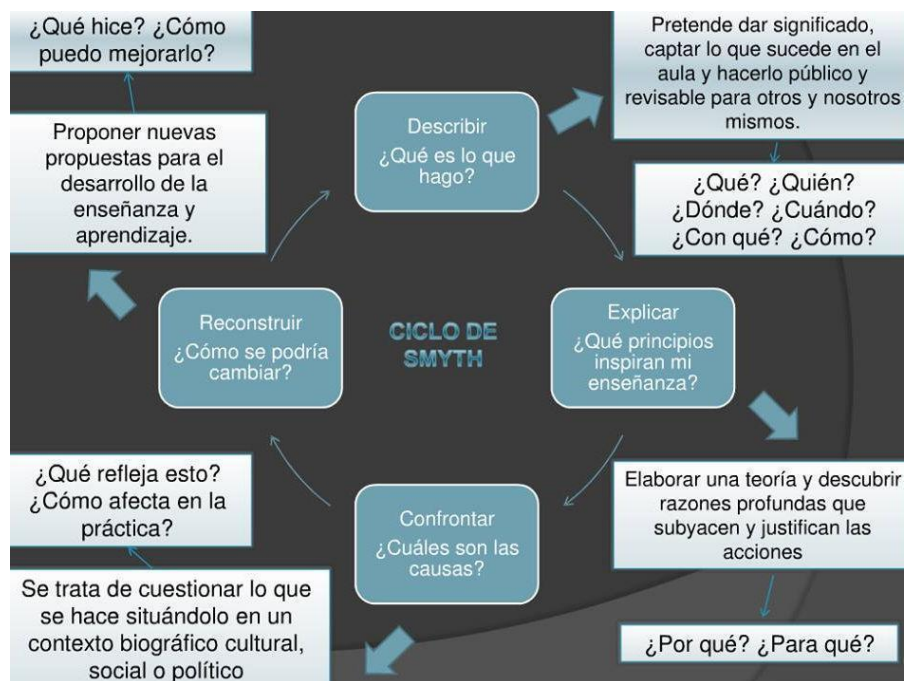 ¿Qué hice? ¿Cómo
puedo mejorarlo?
Proponer nuevas
propuestas para el
desarrollo de la
enseñanza y
aprendizaje.
Describir
¿Qué es lo que
hago?
Pretende dar significado,
captar lo que sucede en el
aula y hacerlo público y
revisable para otros y nosotros
mismos.
¿Qué? ¿Quién?
¿Dónde? ¿Cuándo?
¿Con qué? ¿Cómo?
Reconstruir
¿Cómo se podría
cambiar?
CICLO DE
SMYTH
Explicar
¿Qué principios
inspiran mi
enseñanza?
¿Qué refleja esto?
¿Cómo afecta en la
práctica?
Se trata de cuestionar lo que
se hace situándolo en un
contexto biográfico cultural,
social o político
Confrontar
¿Cuáles son las
causas?
Elaborar una teoría y descubrir
razones profundas que
subyacen y justifican las
acciones
¿Por qué? ¿Para qué?